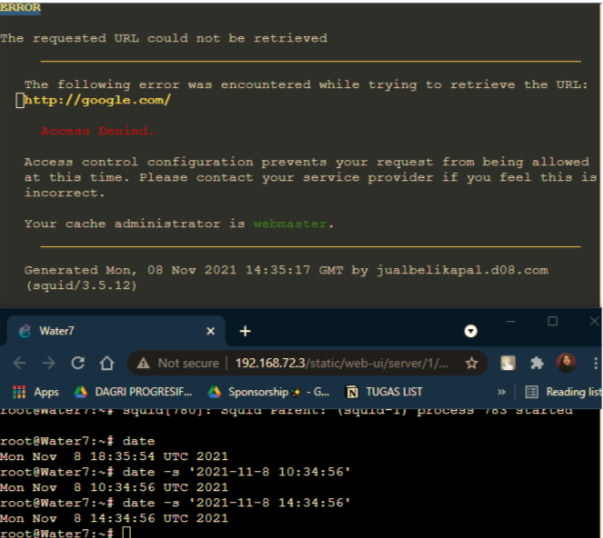 ERROR
The requested URL could not be retrieved
The following error was encountered while trying to retrieve the URL:
http://google.com/
Access Denied.
Access control configuration prevents your request from being allowed
at this time. Please contact your service provider if you feel this is
incorrect.
Your cache administrator is webmaster.
Generated Mon, 08 Nov 2021 14:35:17 GMT by jualbelikapal.d08.com
(squid/3.5.12)
Water7
Not secure | 192.168.72.3/static/web-ui/server/1/...
Apps DAGRI PROGRESIF... Sponsorship ✨ - G... TUGAS LIST » Reading list
root@Water7:~# squid[780]: Squid Parent: (squid-1) process 783 started
root@Water7:~# date
Mon Nov  8 18:35:54 UTC 2021
root@Water7:~# date -s '2021-11-8 10:34:56'
Mon Nov  8 10:34:56 UTC 2021
root@Water7:~# date -s '2021-11-8 14:34:56'
Mon Nov  8 14:34:56 UTC 2021
root@Water7:~#